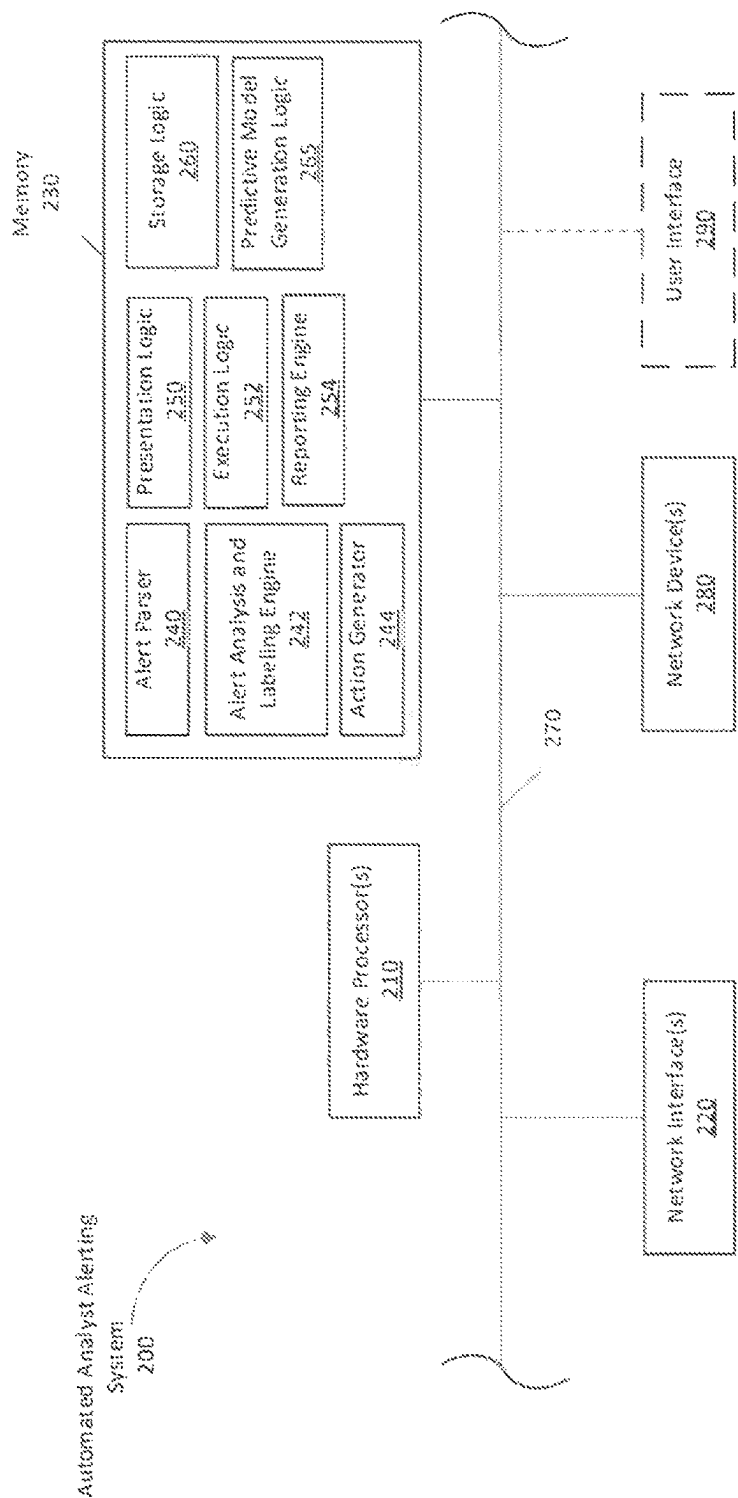 Automated Analyst Alerting
System
200
Memory
230
Alert Parser
240
Alert Analysis and
Labeling Engine
242
Action Generator
244
Presentation Logic
250
Execution Logic
252
Reporting Engine
254
Storage Logic
260
Predictive Model
Generation Logic
265
Hardware Processor(s)
210
270
Network Interface(s)
220
Network Device(s)
280
User Interface
290